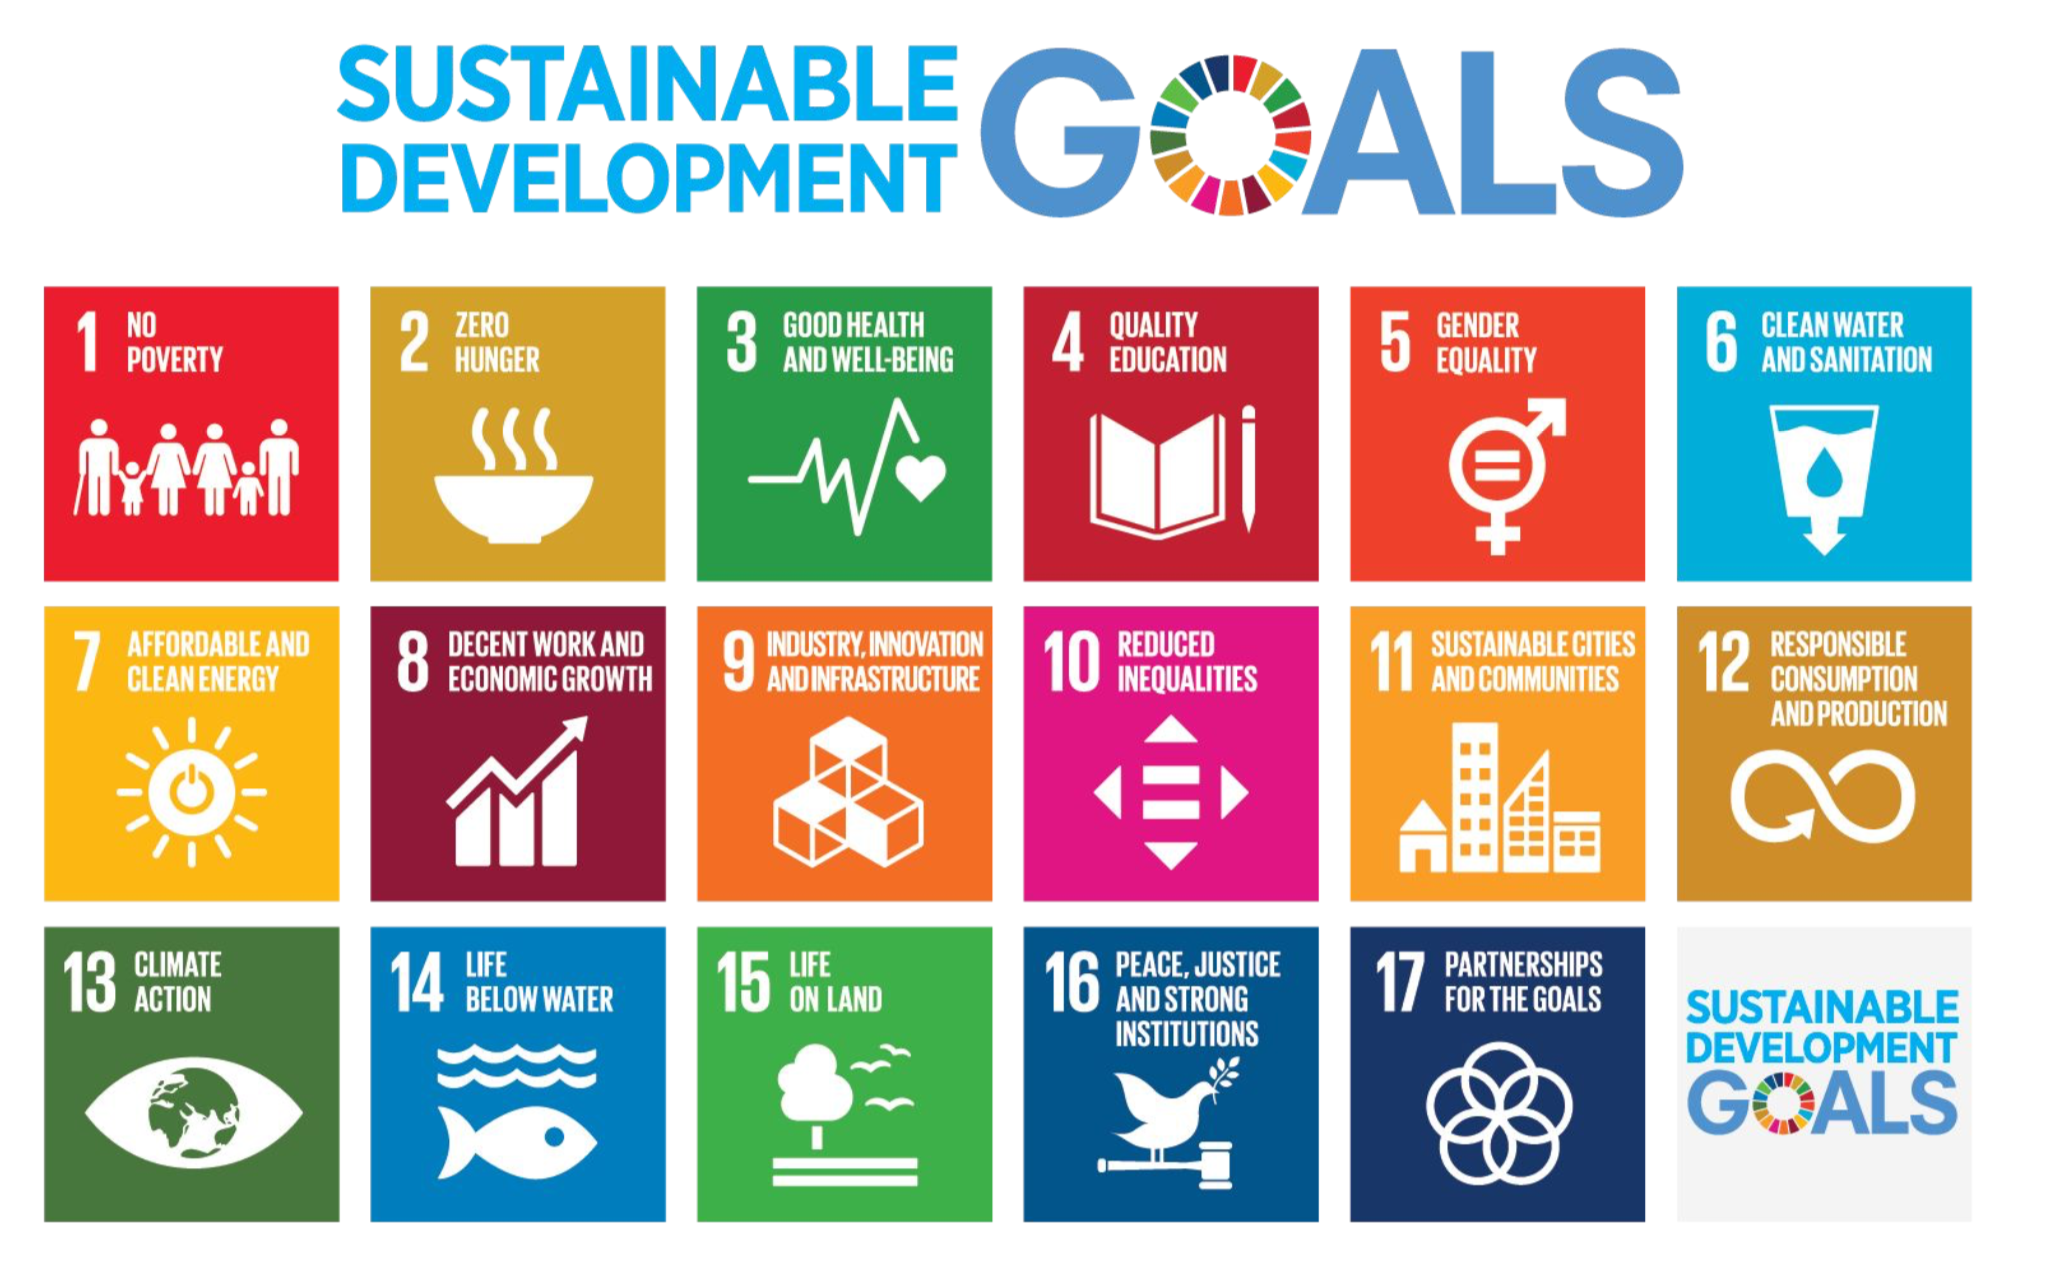 SUSTAINABLE
DEVELOPMENT
GOALS
1 NO
POVERTY
2 ZERO
HUNGER
3 GOOD HEALTH
AND WELL-BEING
4 QUALITY
EDUCATION
5 GENDER
EQUALITY
6 CLEAN WATER
AND SANITATION
7 AFFORDABLE AND
CLEAN ENERGY
8 DECENT WORK AND
ECONOMIC GROWTH
9 INDUSTRY, INNOVATION
AND INFRASTRUCTURE
10 REDUCED
INEQUALITIES
11 SUSTAINABLE CITIES
AND COMMUNITIES
12 RESPONSIBLE
CONSUMPTION
AND PRODUCTION
13 CLIMATE
ACTION
14 LIFE
BELOW WATER
15 LIFE
ON LAND
16 PEACE, JUSTICE
AND STRONG
INSTITUTIONS
17 PARTNERSHIPS
FOR THE GOALS
SUSTAINABLE
DEVELOPMENT
GOALS